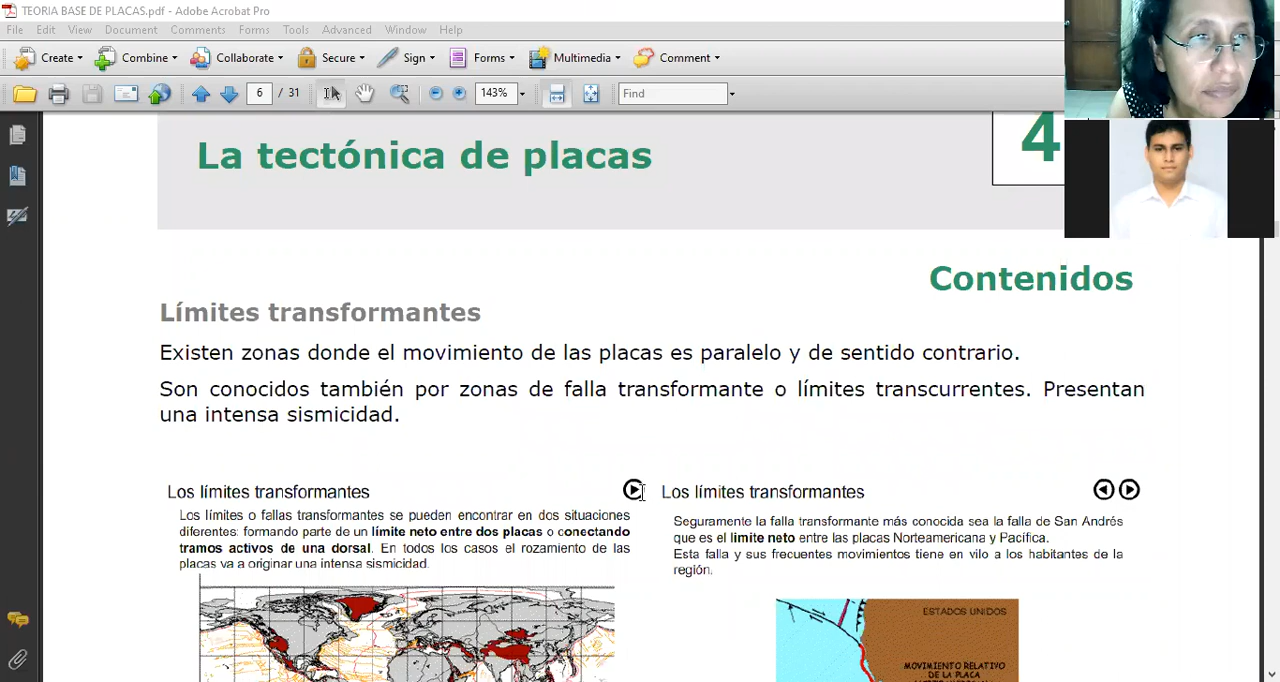 TEORIA BASE DE PLACAS.pdf - Adobe Acrobat Pro
File Edit View Document Comments Forms Tools Advanced Window Help
Create Combine Collaborate Secure Sign Forms Multimedia Comment
6 / 31 143% Find
La tectónica de placas
4
Contenidos
Límites transformantes
Existen zonas donde el movimiento de las placas es paralelo y de sentido contrario.
Son conocidos también por zonas de falla transformante o límites transcurrentes. Presentan
una intensa sismicidad.
Los límites transformantes
Los límites o fallas transformantes se pueden encontrar en dos situaciones
diferentes: formando parte de un límite neto entre dos placas o conectando
tramos activos de una dorsal. En todos los casos el rozamiento de las
placas va a originar una intensa sismicidad.
Los límites transformantes
Seguramente la falla transformante más conocida sea la falla de San Andrés
que es el límite neto entre las placas Norteamericana y Pacífica.
Esta falla y sus frecuentes movimientos tiene en vilo a los habitantes de la
región.
ESTADOS UNIDOS
MOVIMIENTO RELATIVO
DE LA PLACA